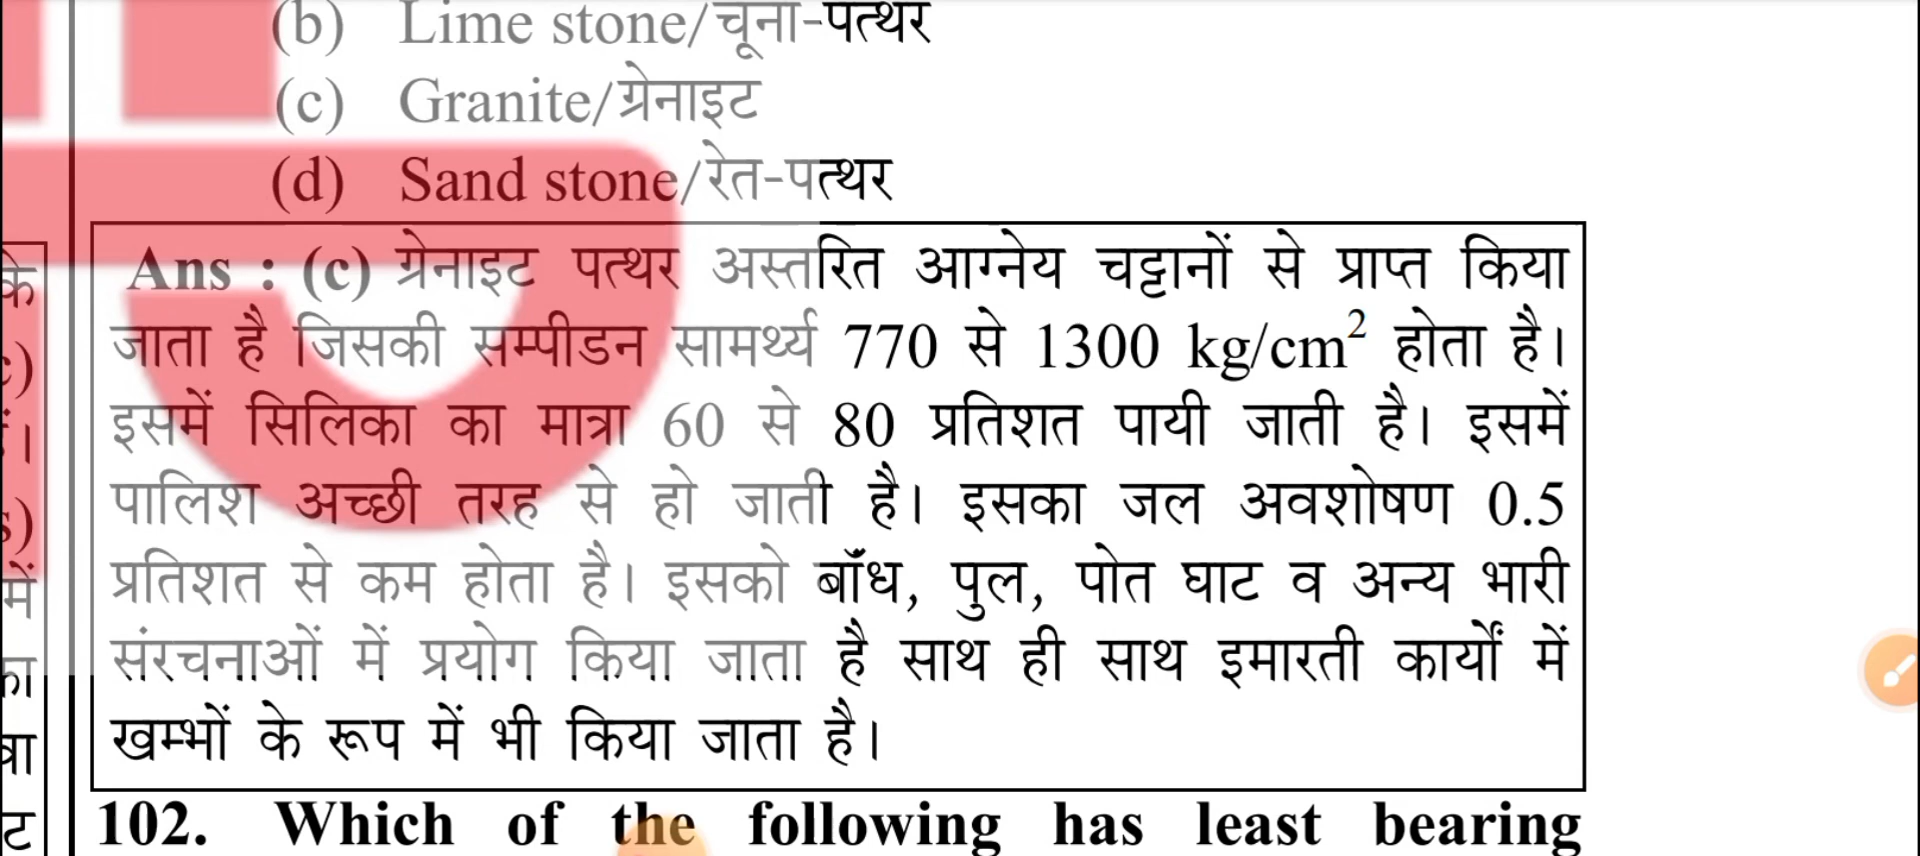 (b) Lime stone/चूना-पत्थर
(c) Granite/ग्रेनाइट
(d) Sand stone/रेत-पत्थर
Ans : (c) ग्रेनाइट पत्थर अस्तरित आग्नेय चट्टानों से प्राप्त किया
जाता है जिसकी सम्पीडन सामर्थ्य 770 से 1300 kg/cm² होता है।
इसमें सिलिका का मात्रा 60 से 80 प्रतिशत पायी जाती है। इसमें
पालिश अच्छी तरह से हो जाती है। इसका जल अवशोषण 0.5
प्रतिशत से कम होता है। इसको बाँध, पुल, पोत घाट व अन्य भारी
संरचनाओं में प्रयोग किया जाता है साथ ही साथ इमारती कार्यों में
खम्भों के रूप में भी किया जाता है।
102. Which of the following has least bearing